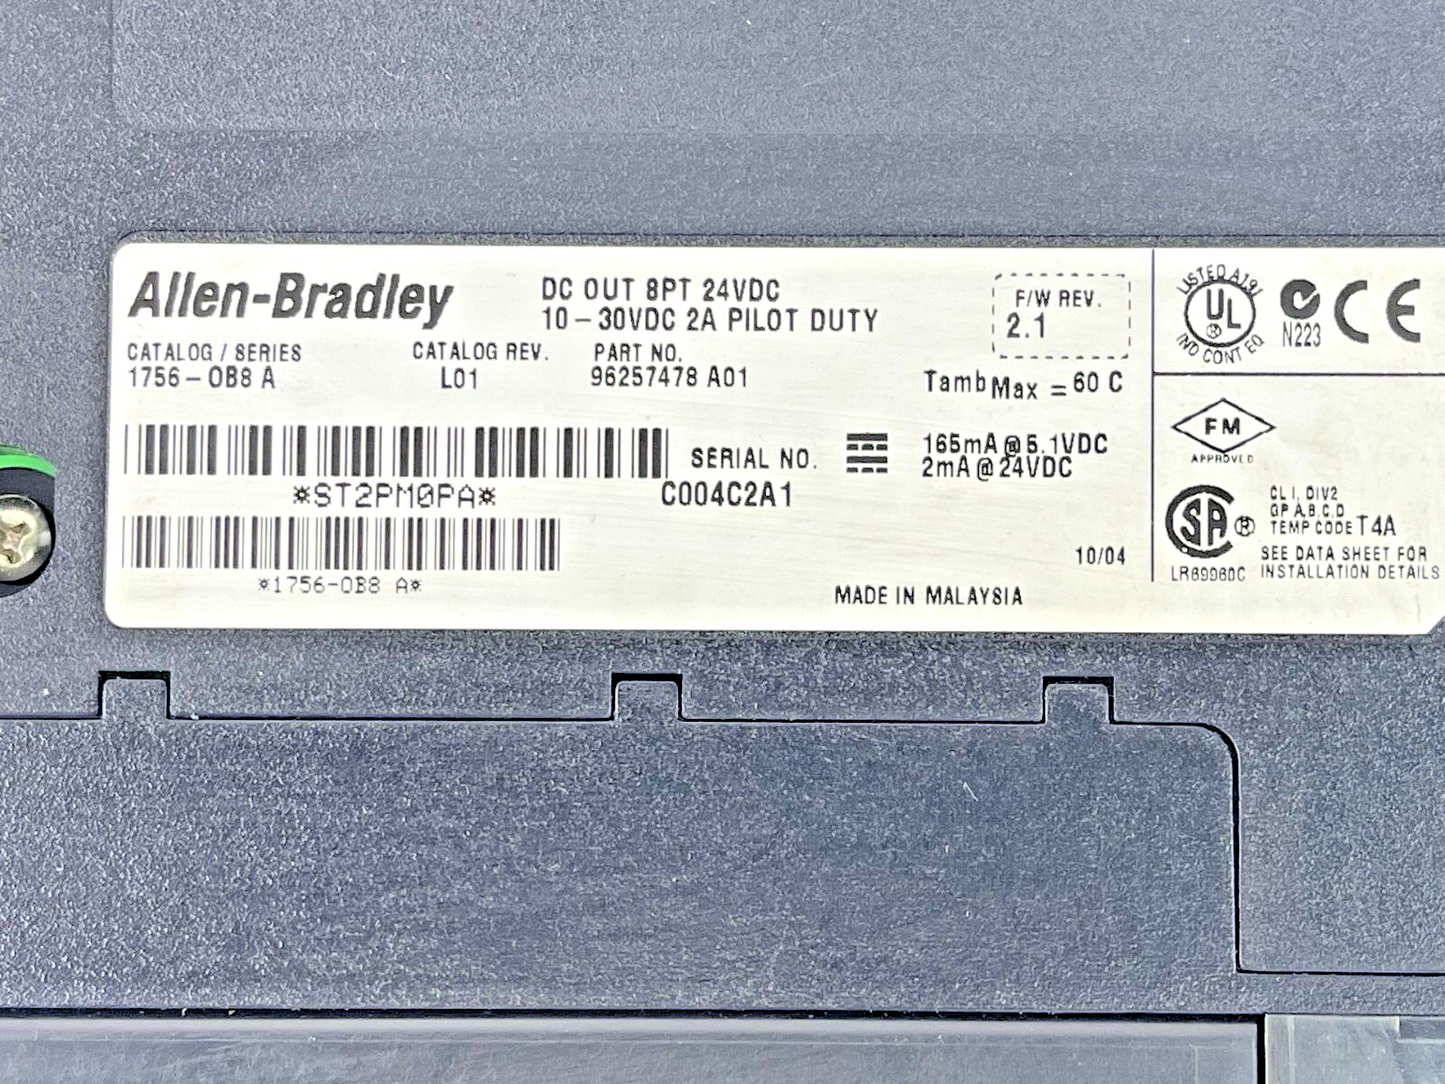 Allen-Bradley
DC OUT 8PT 24VDC
10-30VDC 2A PILOT DUTY
F/W REV.
2.1
CATALOG / SERIES
1756-OB8 A
CATALOG REV.
L01
PART NO.
96257478 A01
Tamb Max = 60 C
*ST2PM0PA*
SERIAL NO.
C004C2A1
165mA @ 5.1VDC
2mA @ 24VDC
*1756-OB8 A*
10/04
MADE IN MALAYSIA
LISTED A191
UL
®
IND CONT EQ
N223
CE
FM
APPROVED
SA ®
CL I, DIV2
GP A,B,C,D
TEMP CODE T4A
LR69960C
SEE DATA SHEET FOR
INSTALLATION DETAILS